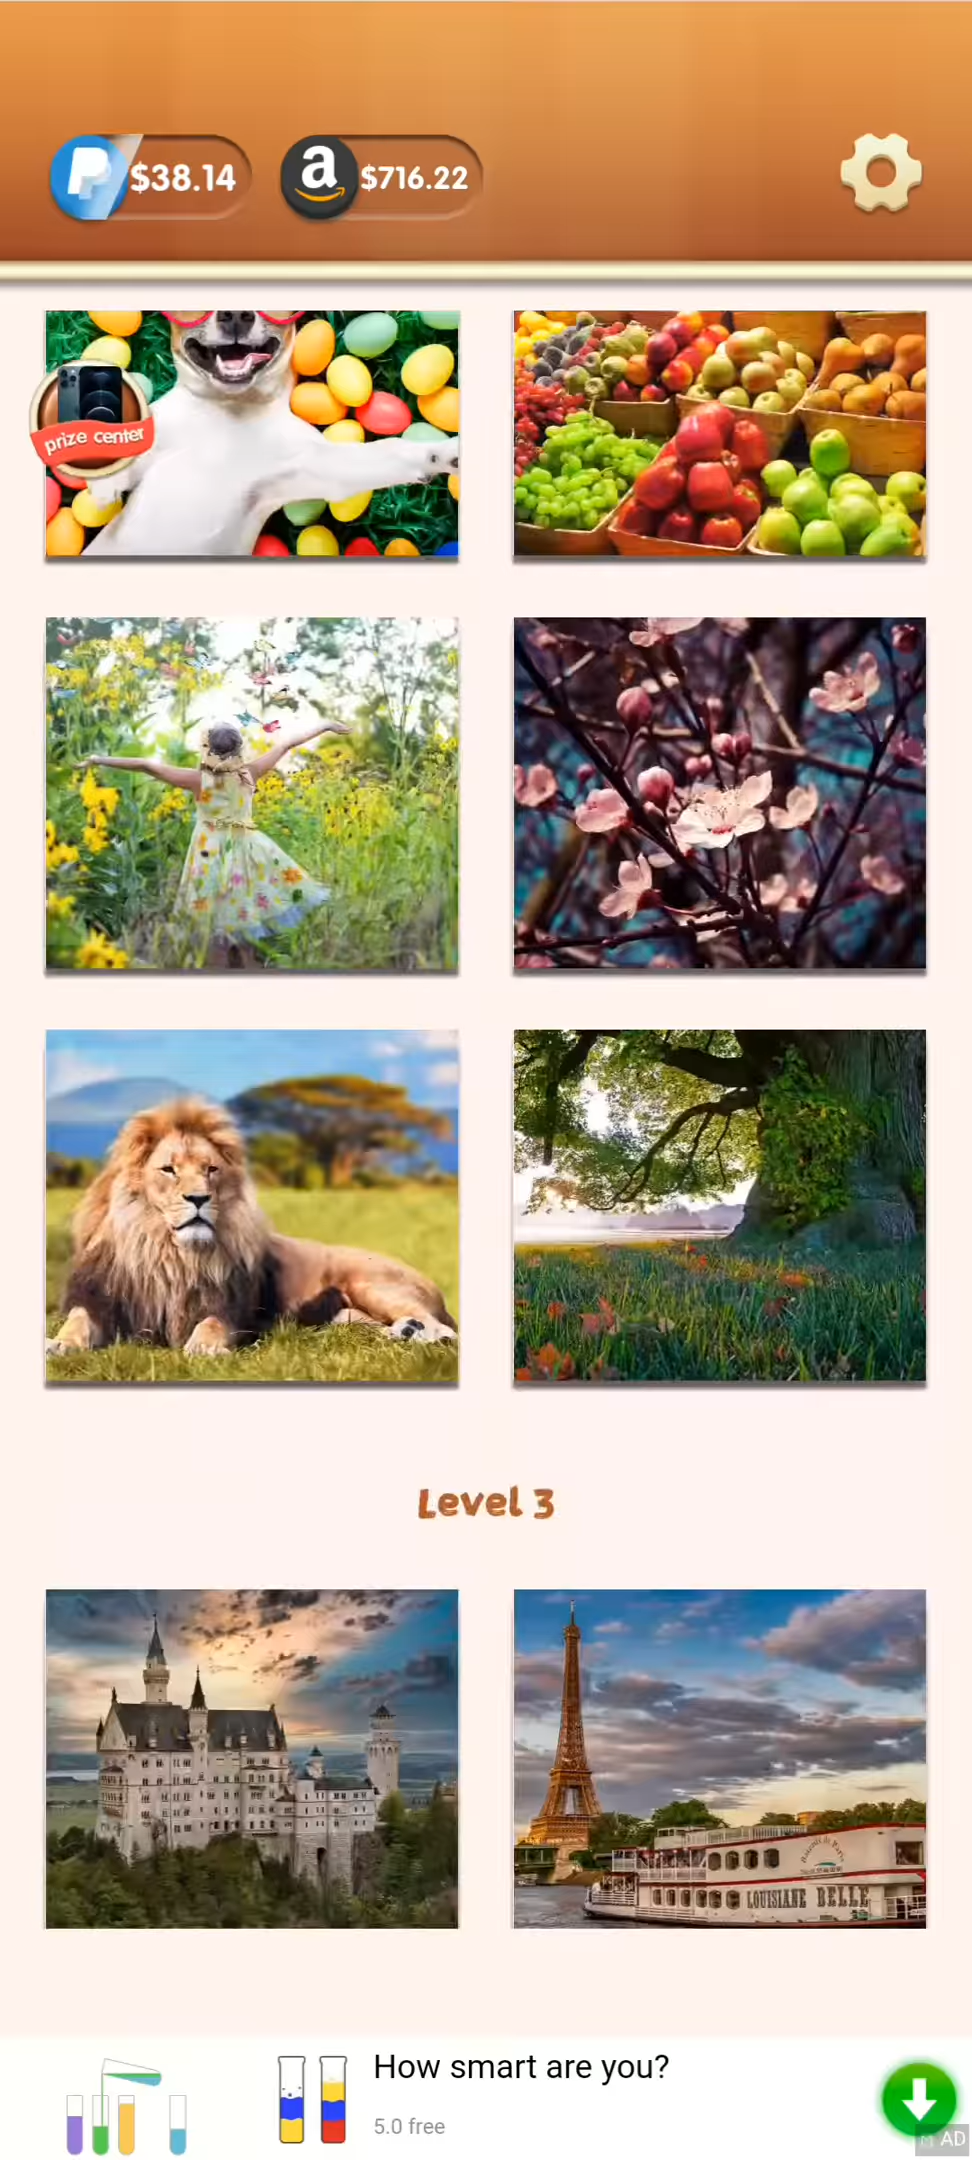 $38.14
$716.22
prize center
Level 3
LOUISIANE BELLE
How smart are you?
5.0 free
AD